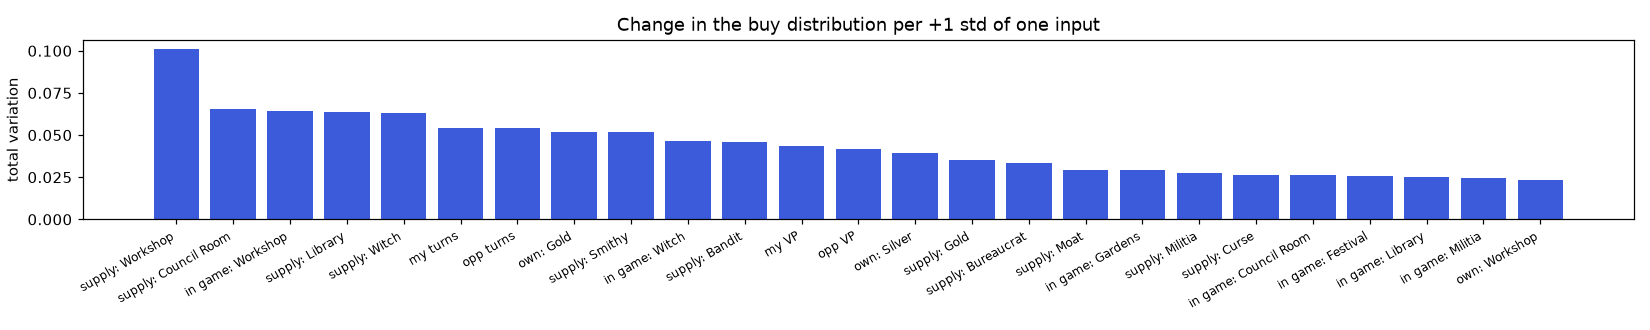 Change in the buy distribution per +1 std of one input
total variation
0.100
0.075
0.050
0.025
0.000
supply: Workshop
supply: Council Room
in game: Workshop
supply: Library
supply: Witch
my turns
opp turns
own: Gold
supply: Smithy
in game: Witch
supply: Bandit
my VP
opp VP
own: Silver
supply: Gold
supply: Bureaucrat
supply: Moat
in game: Gardens
supply: Militia
supply: Curse
in game: Council Room
in game: Festival
in game: Library
in game: Militia
own: Workshop